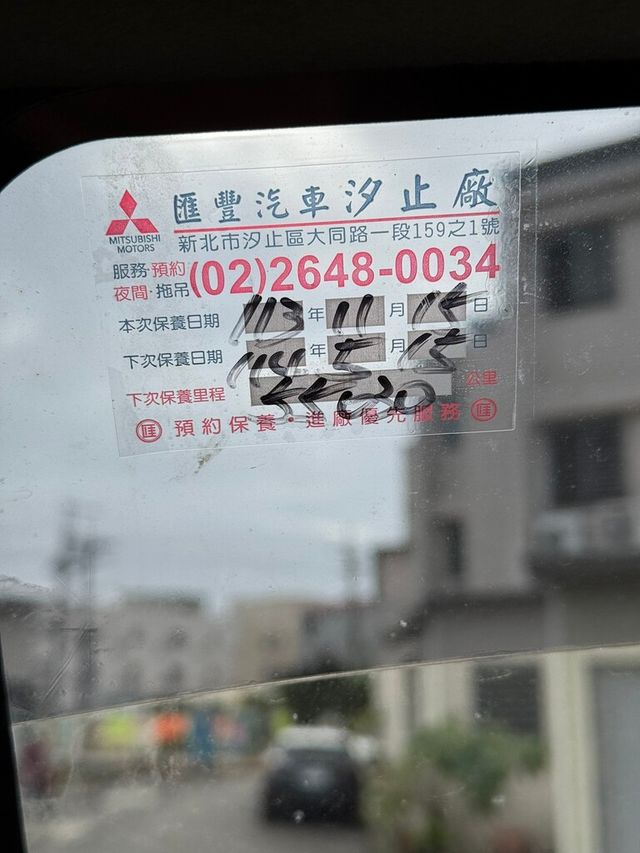 匯豐汽車汐止廠
MITSUBISHI
MOTORS
新北市汐止區大同路一段159之1號
服務·預約
夜間·拖吊
(02)2648-0034
本次保養日期 113 年 11 月 日
下次保養日期 114 年 5 月 15 日
下次保養里程 公里
匯 預約保養·進廠優先服務 匯